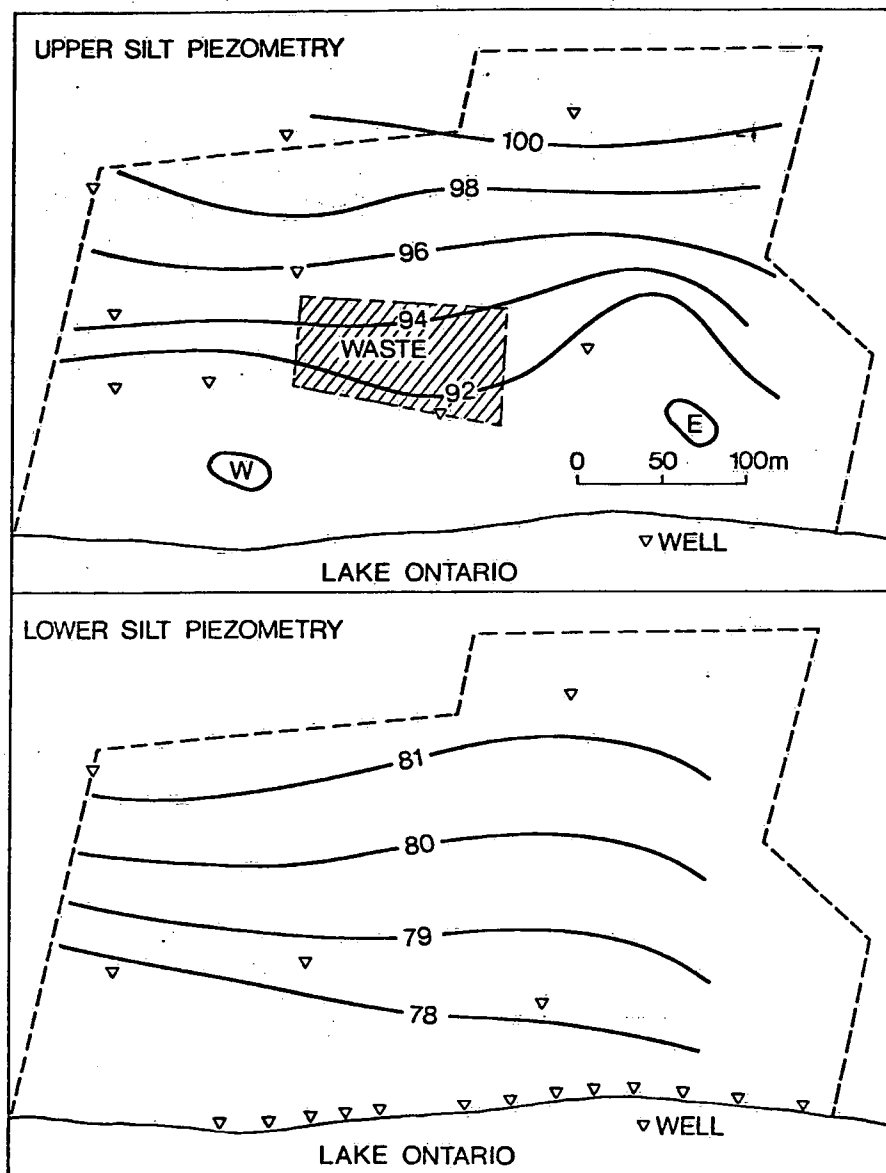 UPPER SILT PIEZOMETRY
100
98
96
94
WASTE
92
E
W
0 50 100m
▿ WELL
LAKE ONTARIO
LOWER SILT PIEZOMETRY
81
80
79
78
▿ WELL
LAKE ONTARIO